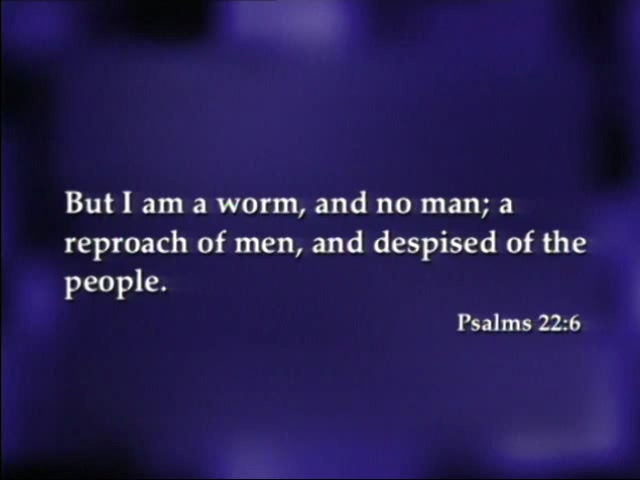 But I am a worm, and no man; a
reproach of men, and despised of the
people.
Psalms 22:6